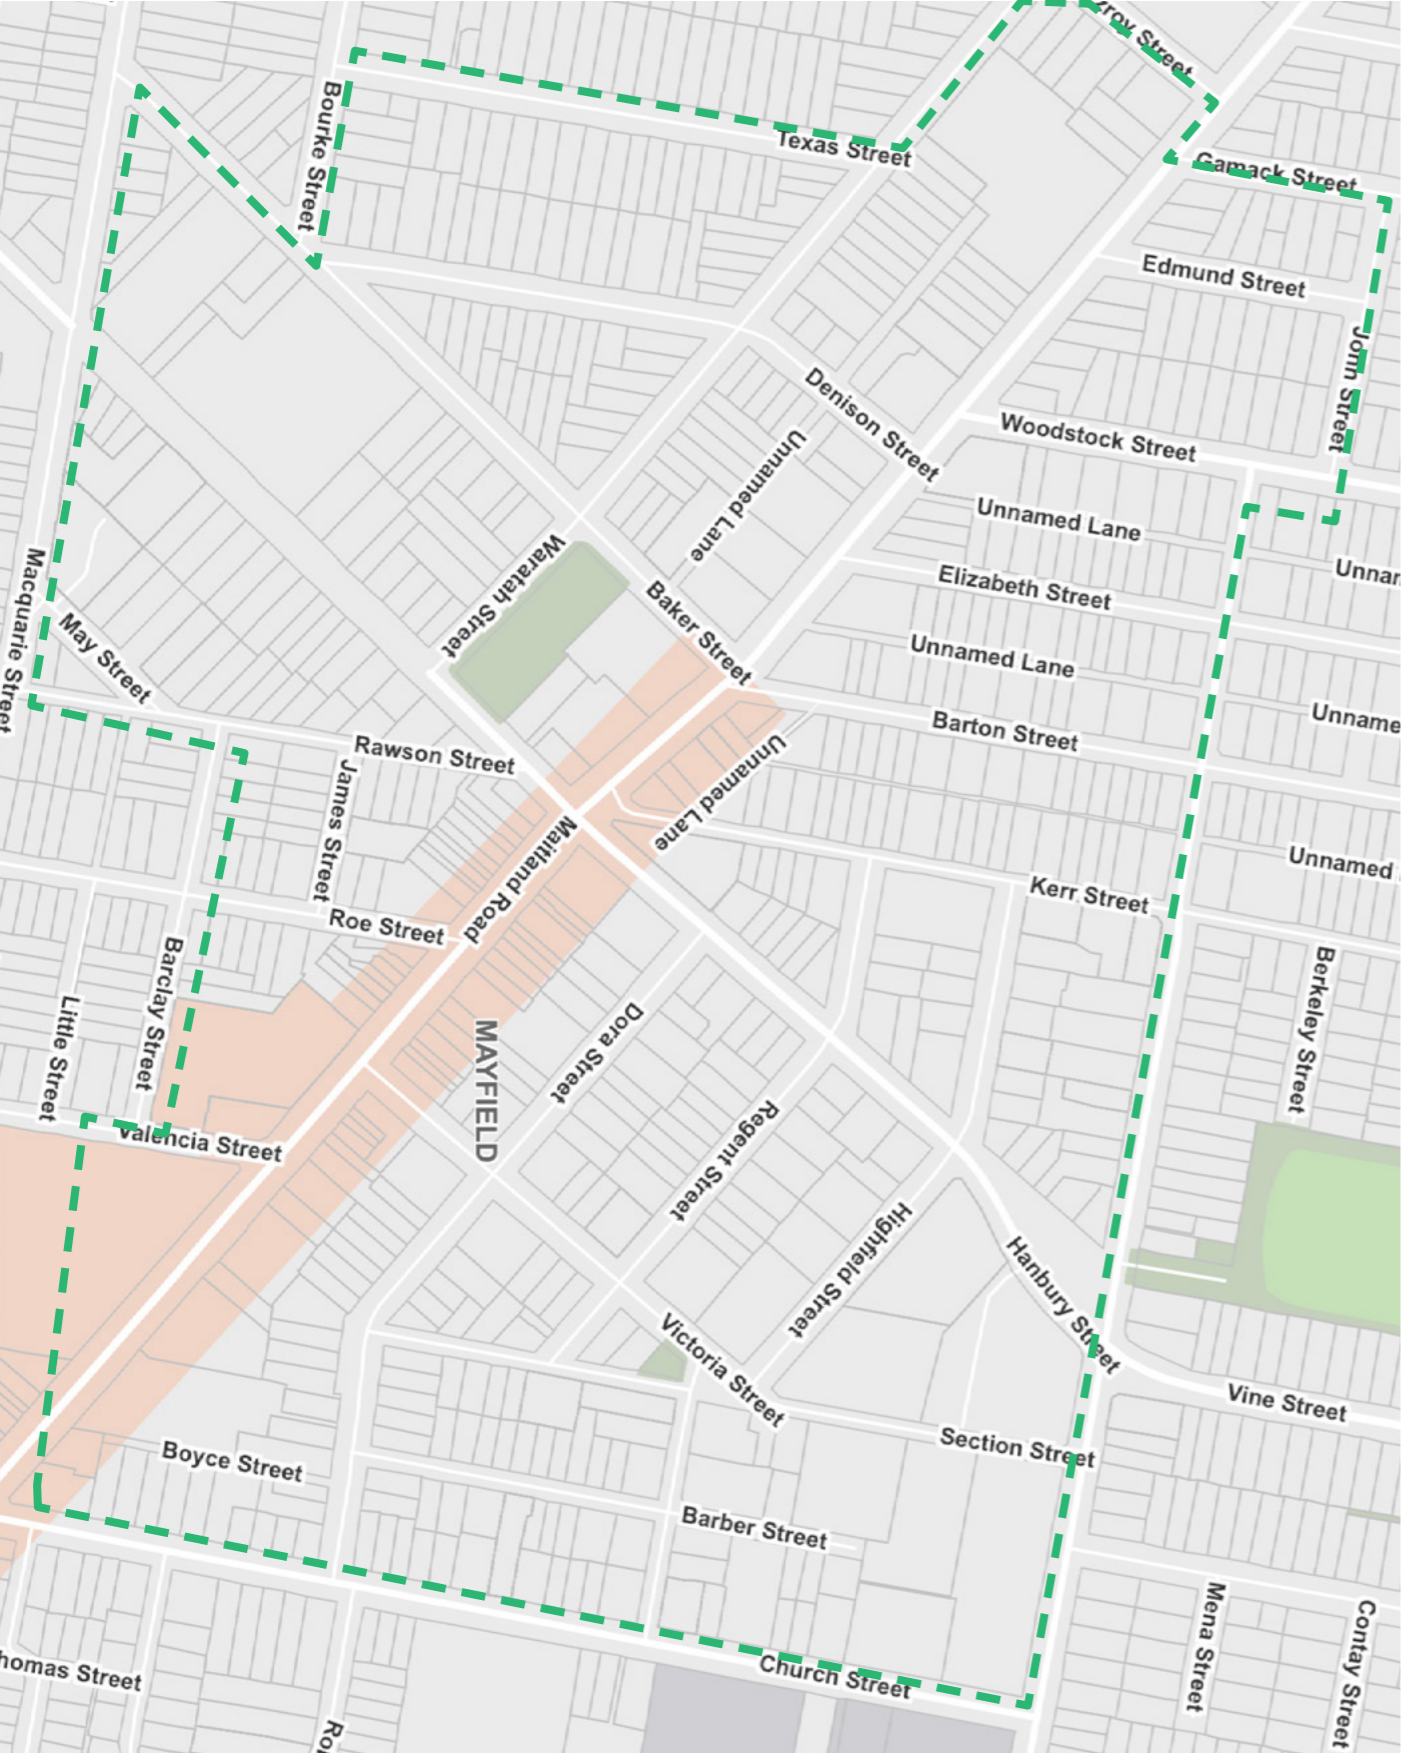 Street
Bourke Street
Texas Street
Gamack Street
Edmund Street
John Street
Denison Street
Woodstock Street
Unnamed Lane
Unnamed Lane
Waratah Street
Elizabeth Street
Baker Street
Macquarie Street
May Street
Unnamed Lane
Unname
Barton Street
Rawson Street
Unnamed Lane
James Street
Maitland Road
Unnamed
Kerr Street
Roe Street
Barclay Street
Berkeley Street
Little Street
Dora Street
MAYFIELD
Regent Street
Valencia Street
Highfield Street
Hanbury Street
Victoria Street
Vine Street
Section Street
Boyce Street
Barber Street
Mena Street
Contay Street
homas Street
Church Street